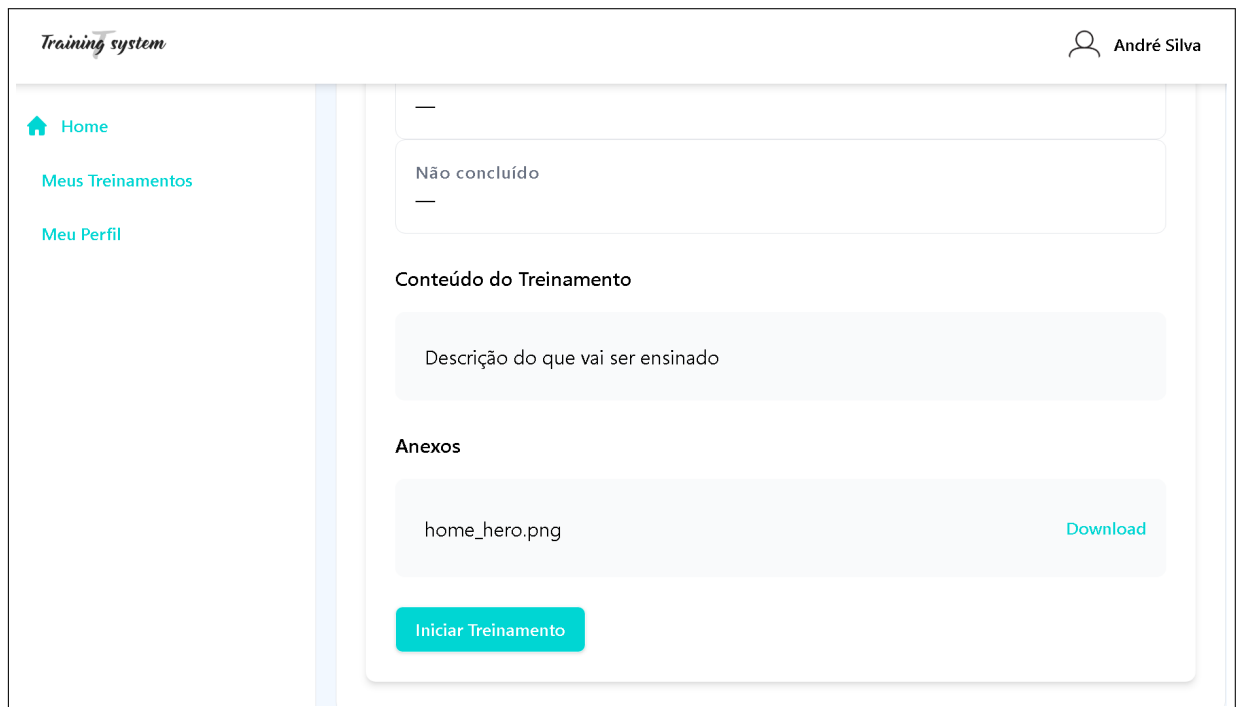 Training system
André Silva
Home
Meus Treinamentos
Meu Perfil
—
Não concluído
—
Conteúdo do Treinamento
Descrição do que vai ser ensinado
Anexos
home_hero.png
Download
Iniciar Treinamento